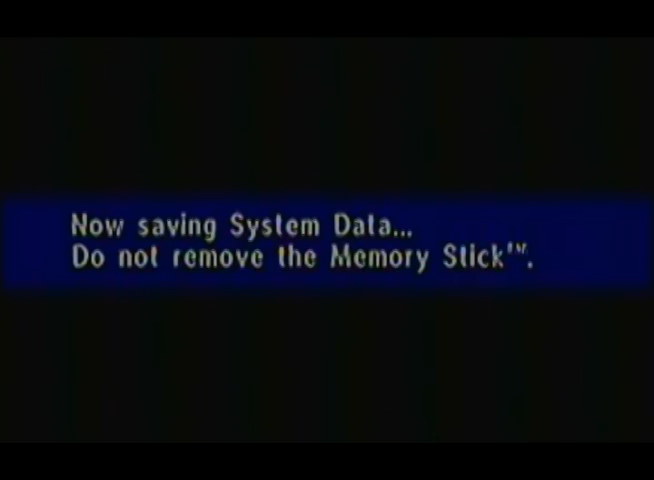 Now saving System Data...
Do not remove the Memory Stick™.